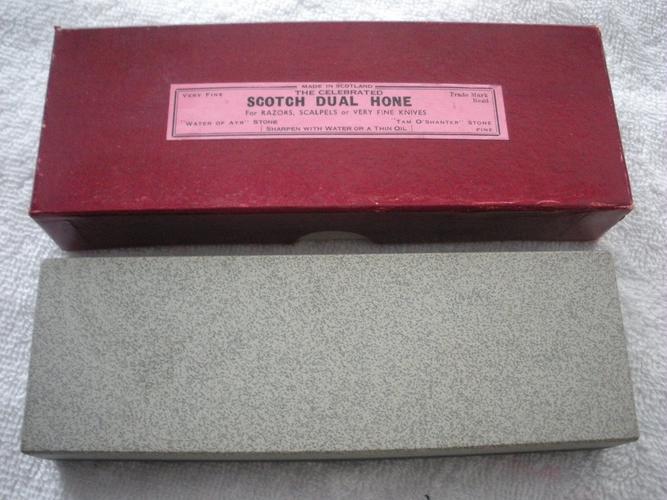 MADE IN SCOTLAND
VERY FINE THE CELEBRATED Trade Mark
SCOTCH DUAL HONE Regd
For RAZORS, SCALPELS or VERY FINE KNIVES
"WATER OF AYR" STONE "TAM O'SHANTER" STONE
SHARPEN WITH WATER OR A THIN OIL FINE